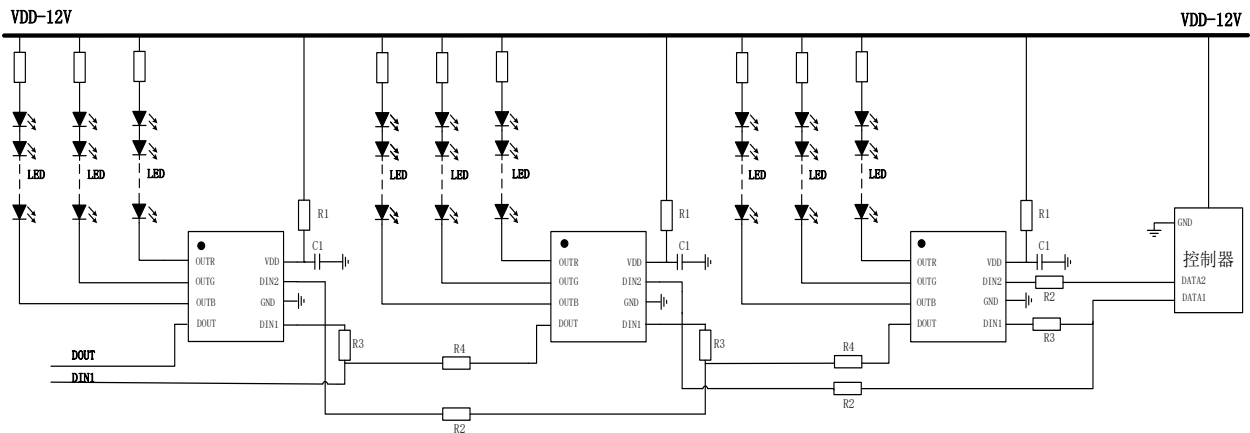 VDD-12V
VDD-12V
LED
LED
LED
LED
LED
LED
LED
LED
LED
R1
R1
R1
C1
C1
C1
OUTR
OUTG
OUTB
DOUT
VDD
DIN2
GND
DIN1
OUTR
OUTG
OUTB
DOUT
VDD
DIN2
GND
DIN1
OUTR
OUTG
OUTB
DOUT
VDD
DIN2
GND
DIN1
GND
控制器
DATA2
DATA1
R2
R3
R3
R4
R3
R4
DOUT
DIN1
R2
R2